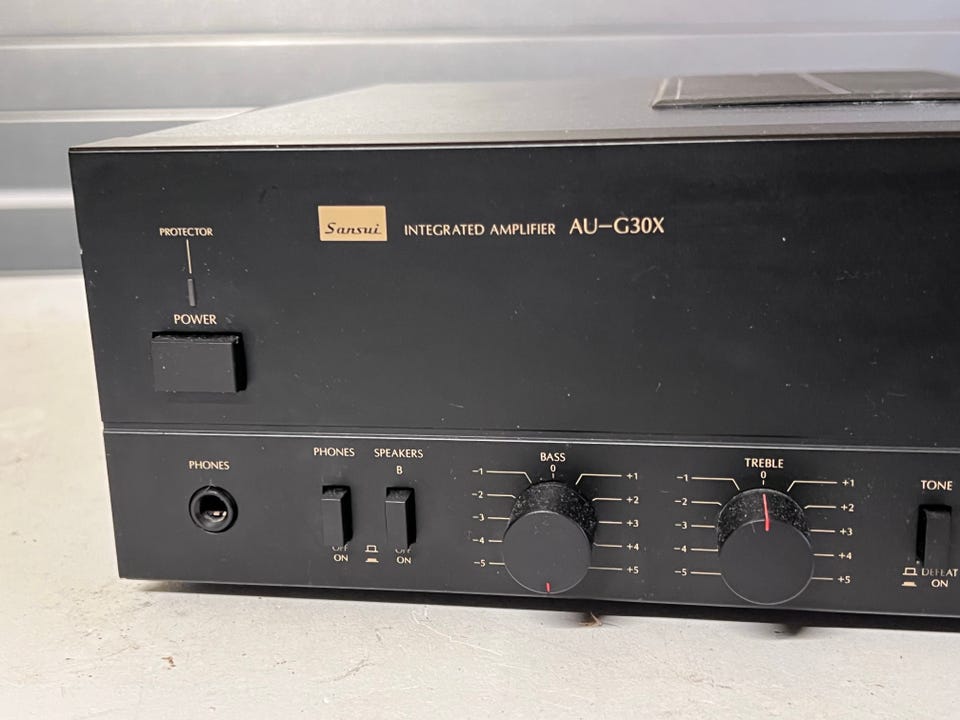 PROTECTOR
Sansui INTEGRATED AMPLIFIER AU-G30X
POWER
PHONES
PHONES
OFF
ON
SPEAKERS
B
OFF
ON
BASS
0
-1 +1
-2 +2
-3 +3
-4 +4
-5 +5
TREBLE
0
-1 +1
-2 +2
-3 +3
-4 +4
-5 +5
TONE
DEFEAT
ON